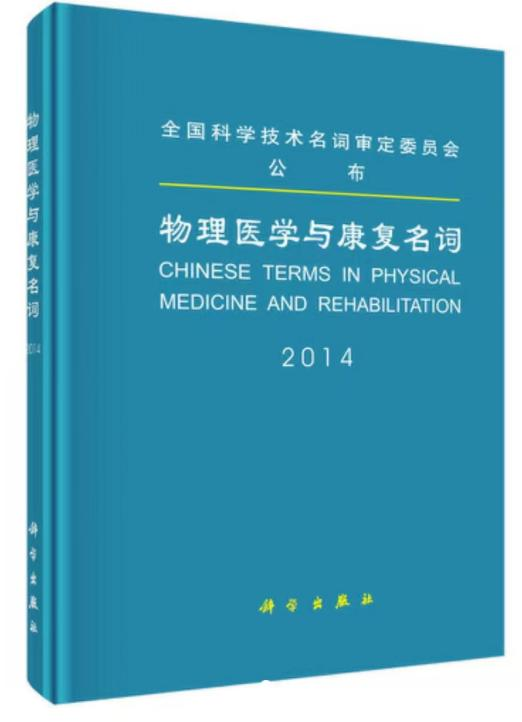 全国科学技术名词审定委员会
公 布
物理医学与康复名词
CHINESE TERMS IN PHYSICAL
MEDICINE AND REHABILITATION
2014
科学出版社
物理医学与康复名词
2014
科学出版社